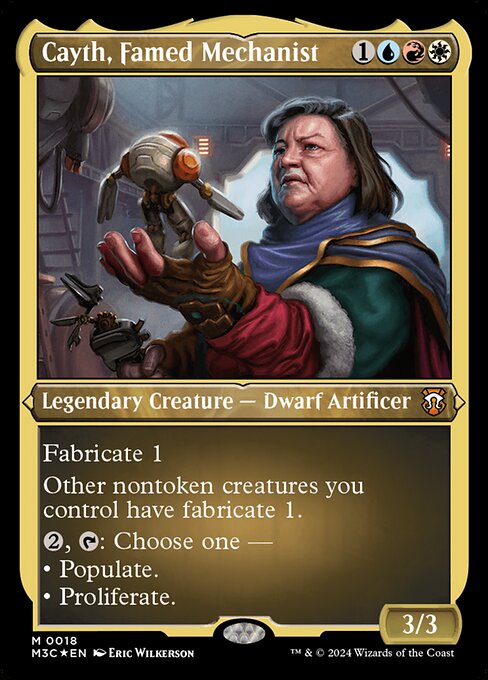 Cayth, Famed Mechanist 1
Legendary Creature — Dwarf Artificer
Fabricate 1
Other nontoken creatures you
control have fabricate 1.
2, : Choose one —
• Populate.
• Proliferate.
3/3
M 0018
M3C★EN Eric Wilkerson ™ & © 2024 Wizards of the Coast